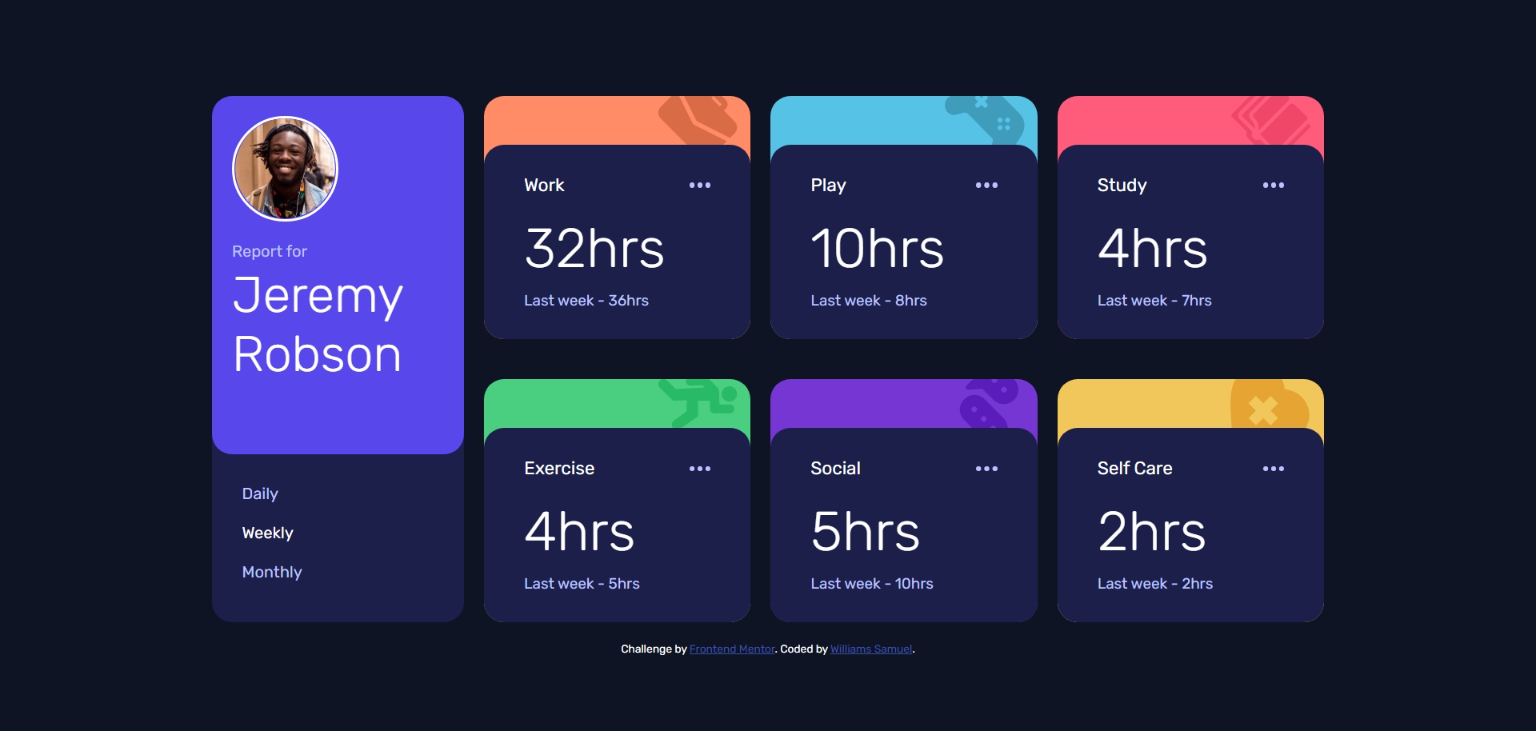 Report for
Jeremy
Robson
Daily
Weekly
Monthly
Work
32hrs
Last week - 36hrs
Play
10hrs
Last week - 8hrs
Study
4hrs
Last week - 7hrs
Exercise
4hrs
Last week - 5hrs
Social
5hrs
Last week - 10hrs
Self Care
2hrs
Last week - 2hrs
Challenge by Frontend Mentor. Coded by Williams Samuel.